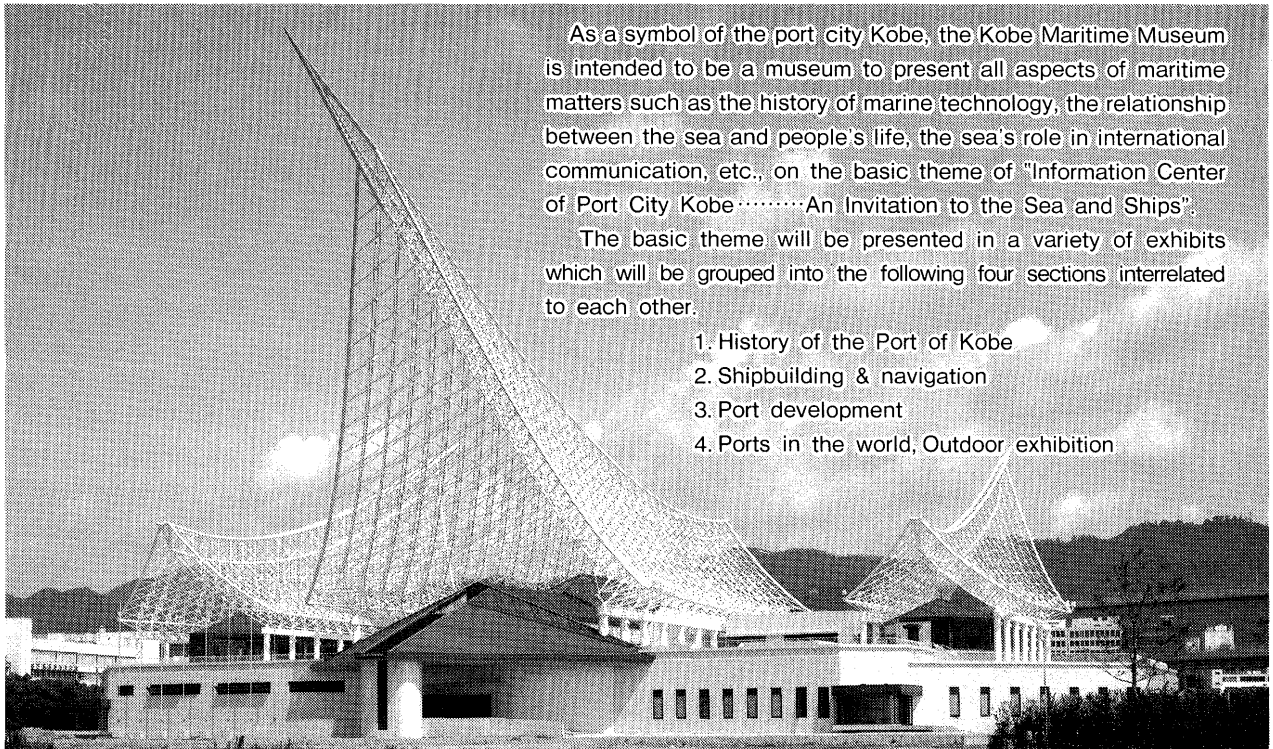 As a symbol of the port city Kobe, the Kobe Maritime Museum
is intended to be a museum to present all aspects of maritime
matters such as the history of marine technology, the relationship
between the sea and people's life, the sea's role in international
communication, etc., on the basic theme of "Information Center
of Port City Kobe·········An Invitation to the Sea and Ships".
The basic theme will be presented in a variety of exhibits
which will be grouped into the following four sections interrelated
to each other.
1. History of the Port of Kobe
2. Shipbuilding & navigation
3. Port development
4. Ports in the world, Outdoor exhibition